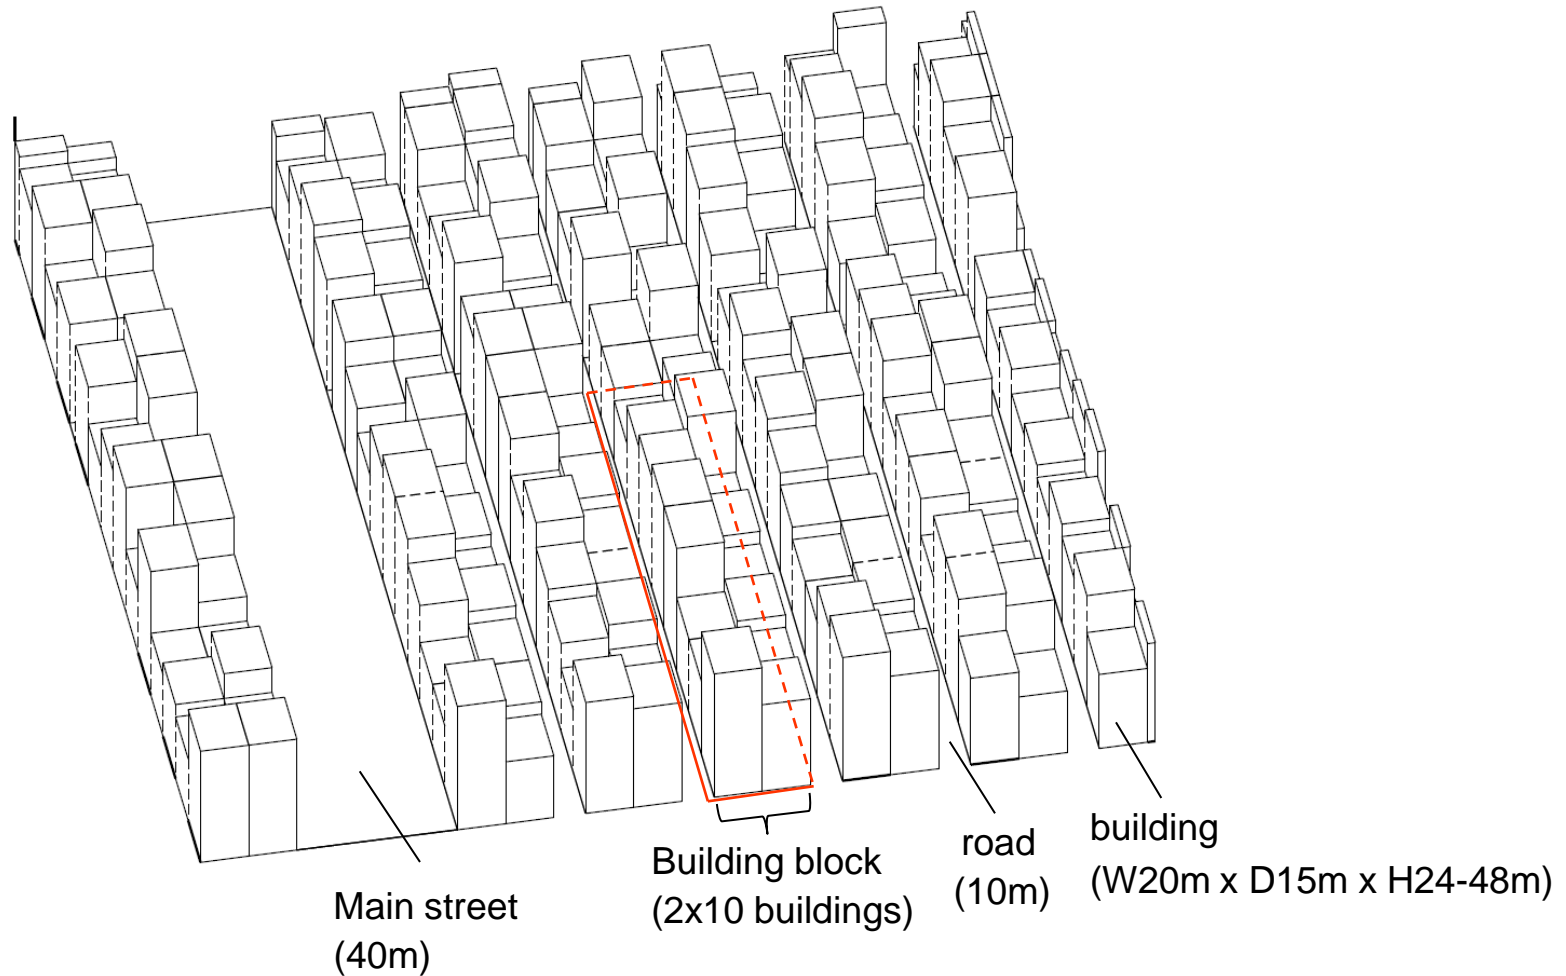 Main street
(40m)
Building block
(2x10 buildings)
road
(10m)
building
(W20m x D15m x H24-48m)